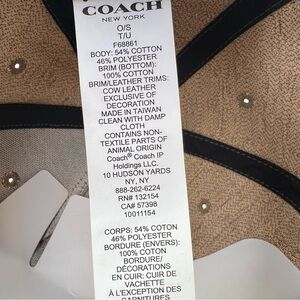 COACH
NEW YORK
O/S
T/U
F68861
BODY: 54% COTTON
46% POLYESTER
BRIM (BOTTOM):
100% COTTON
BRIM/LEATHER TRIMS:
COW LEATHER
EXCLUSIVE OF
DECORATION
MADE IN TAIWAN
CLEAN WITH DAMP
CLOTH
CONTAINS NON-
TEXTILE PARTS OF
ANIMAL ORIGIN
Coach® Coach IP
Holdings LLC.
10 HUDSON YARDS
NY, NY
888-262-6224
RN# 132154
CA# 57398
10011154
CORPS: 54% COTON
46% POLYESTER
BORDURE (ENVERS):
100% COTON
BORDURE/
DÉCORATIONS
EN CUIR: CUIR DE
VACHETTE
À L'EXCEPTION DES
GARNITURES